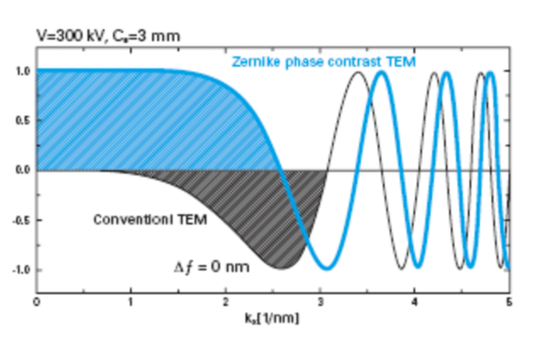 V=300 kV, Cs=3 mm
Zernike phase contrast TEM
1.0
0.5
0.0
-0.5
-1.0
Conventionl TEM
Δf = 0 nm
0 1 2 3 4 5
[1/nm]